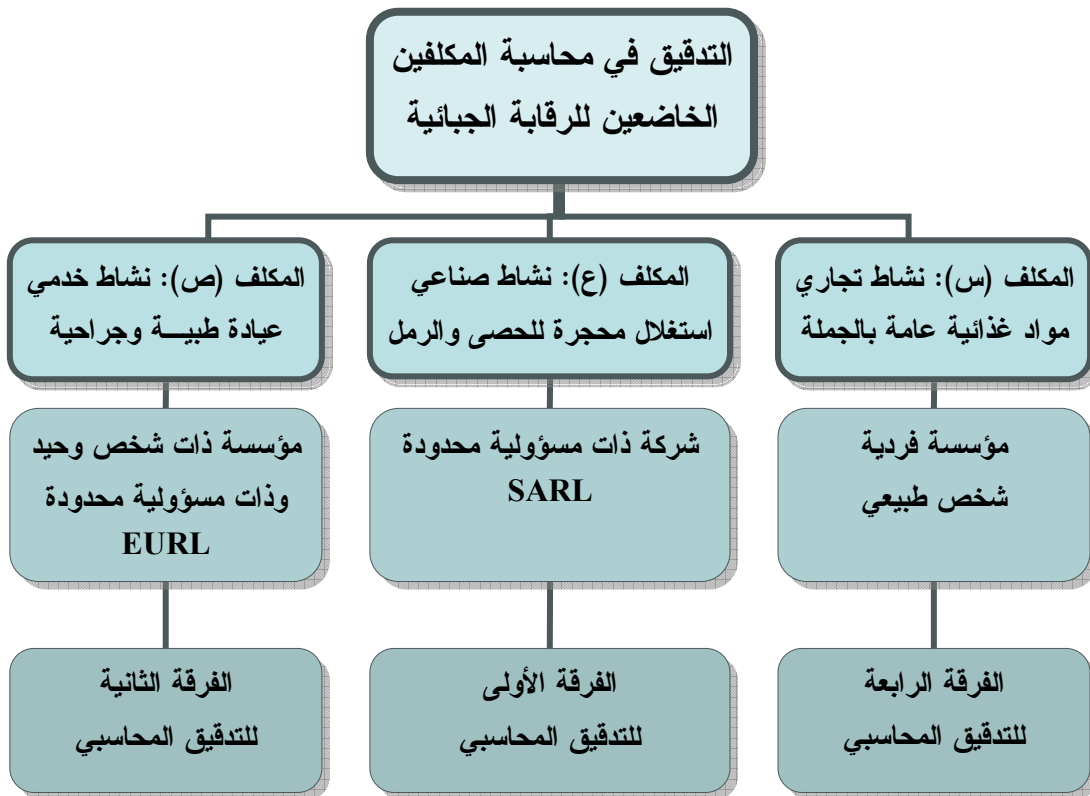 التدقيق في محاسبة المكلفين
الخاضعين للرقابة الجبائية
المكلف (س): نشاط تجاري
مواد غذائية عامة بالجملة
المكلف (ع): نشاط صناعي
استغلال محجرة للحصى والرمل
المكلف (ص): نشاط خدمي
عيادة طبيـــة وجراحية
مؤسسة فردية
شخص طبيعي
شركة ذات مسؤولية محدودة
SARL
مؤسسة ذات شخص وحيد
وذات مسؤولية محدودة
EURL
الفرقة الرابعة
للتدقيق المحاسبي
الفرقة الأولى
للتدقيق المحاسبي
الفرقة الثانية
للتدقيق المحاسبي